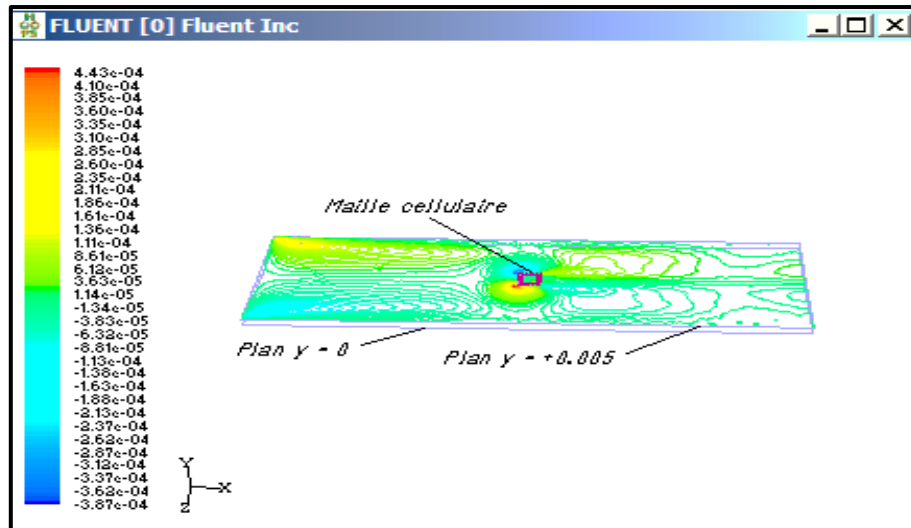 FLUENT [0] Fluent Inc
4.43e-04
4.10e-04
3.85e-04
3.60e-04
3.35e-04
3.10e-04
2.85e-04
2.60e-04
2.35e-04
2.11e-04
1.86e-04
1.61e-04
1.36e-04
1.11e-04
8.61e-05
6.12e-05
3.63e-05
1.14e-05
-1.34e-05
-3.83e-05
-6.32e-05
-8.81e-05
-1.13e-04
-1.38e-04
-1.63e-04
-1.88e-04
-2.13e-04
-2.37e-04
-2.62e-04
-2.87e-04
-3.12e-04
-3.37e-04
-3.62e-04
-3.87e-04
Maille cellulaire
Plan y = 0
Plan y = +0.005
Y
X
Z